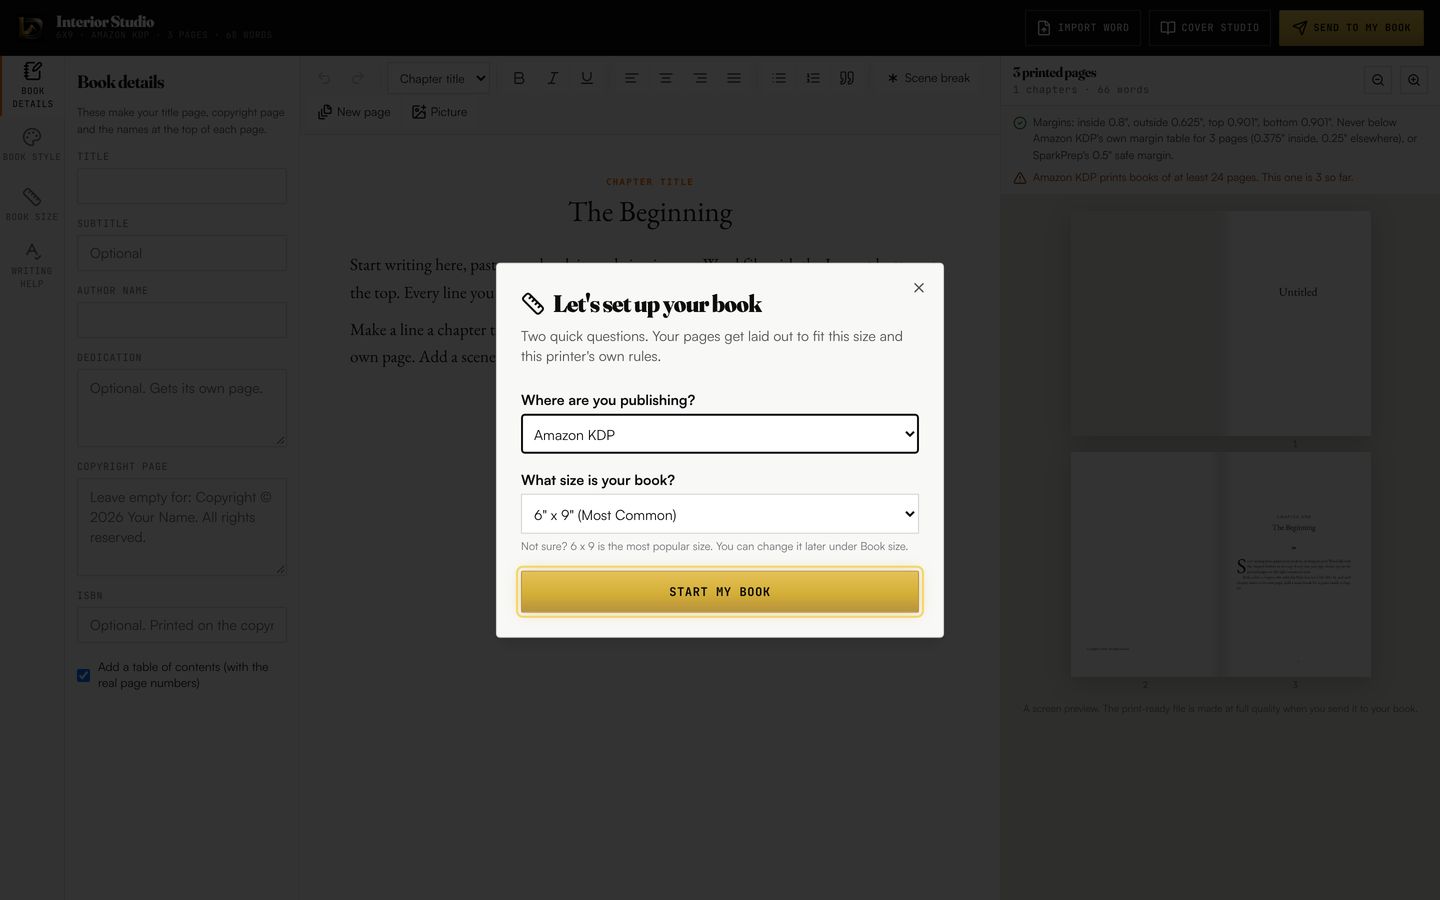 Interior Studio
6X9 · AMAZON KDP · 3 PAGES · 68 WORDS
IMPORT WORD
COVER STUDIO
SEND TO MY BOOK
BOOK DETAILS
BOOK STYLE
BOOK SIZE
WRITING HELP
Book details
These make your title page, copyright page
and the names at the top of each page.
TITLE
SUBTITLE
Optional
AUTHOR NAME
DEDICATION
Optional. Gets its own page.
COPYRIGHT PAGE
Leave empty for: Copyright ©
2026 Your Name. All rights
reserved.
ISBN
Optional. Printed on the copyr
Add a table of contents (with the
real page numbers)
Chapter title
B I U
Scene break
New page
Picture
CHAPTER TITLE
The Beginning
Start writing here, past
the top. Every line you
Make a line a chapter t
own page. Add a scene
Let's set up your book
Two quick questions. Your pages get laid out to fit this size and
this printer's own rules.
Where are you publishing?
Amazon KDP
What size is your book?
6" x 9" (Most Common)
Not sure? 6 x 9 is the most popular size. You can change it later under Book size.
START MY BOOK
3 printed pages
1 chapters · 66 words
Margins: inside 0.8", outside 0.625", top 0.901", bottom 0.901". Never below
Amazon KDP's own margin table for 3 pages (0.375" inside, 0.25" elsewhere), or
SparkPrep's 0.5" safe margin.
Amazon KDP prints books of at least 24 pages. This one is 3 so far.
Untitled
1
CHAPTER ONE
The Beginning
2
3
A screen preview. The print-ready file is made at full quality when you send it to your book.